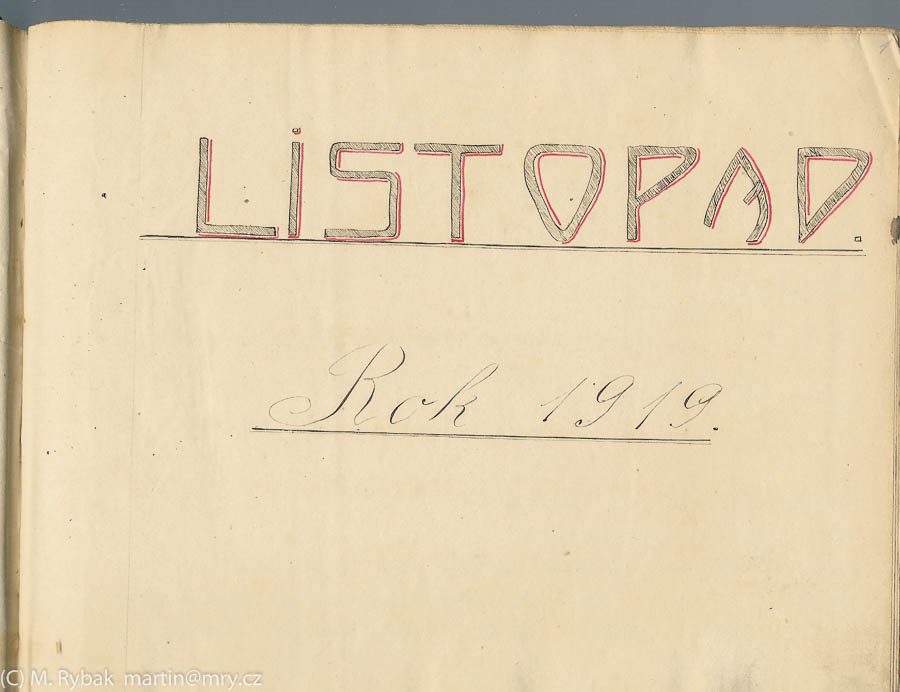 LiSTOPAD.
Rok 1919.
(C) M. Rybak martin@mry.cz